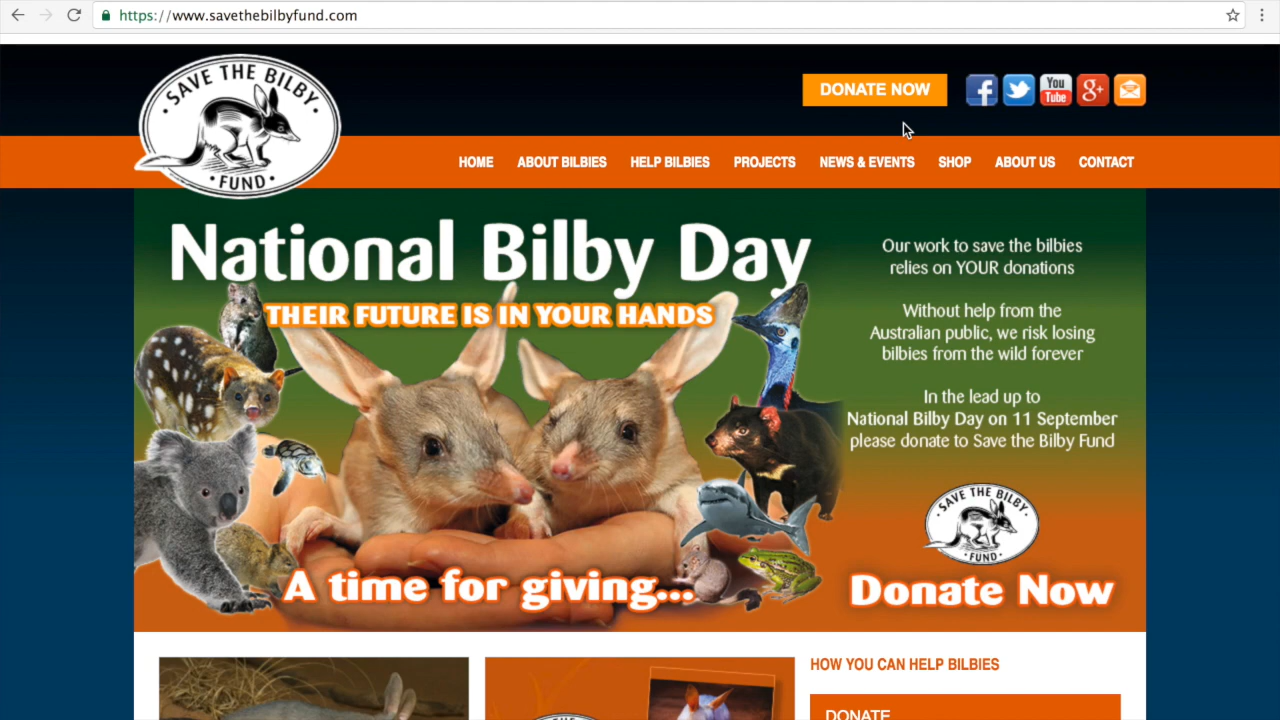 https://www.savethebilbyfund.com
SAVE THE BILBY
FUND
DONATE NOW
You
Tube
g+
HOME ABOUT BILBIES HELP BILBIES PROJECTS NEWS & EVENTS SHOP ABOUT US CONTACT
National Bilby Day
THEIR FUTURE IS IN YOUR HANDS
A time for giving...
Our work to save the bilbies
relies on YOUR donations
Without help from the
Australian public, we risk losing
bilbies from the wild forever
In the lead up to
National Bilby Day on 11 September
please donate to Save the Bilby Fund
SAVE THE BILBY
FUND
Donate Now
HOW YOU CAN HELP BILBIES
DONATE